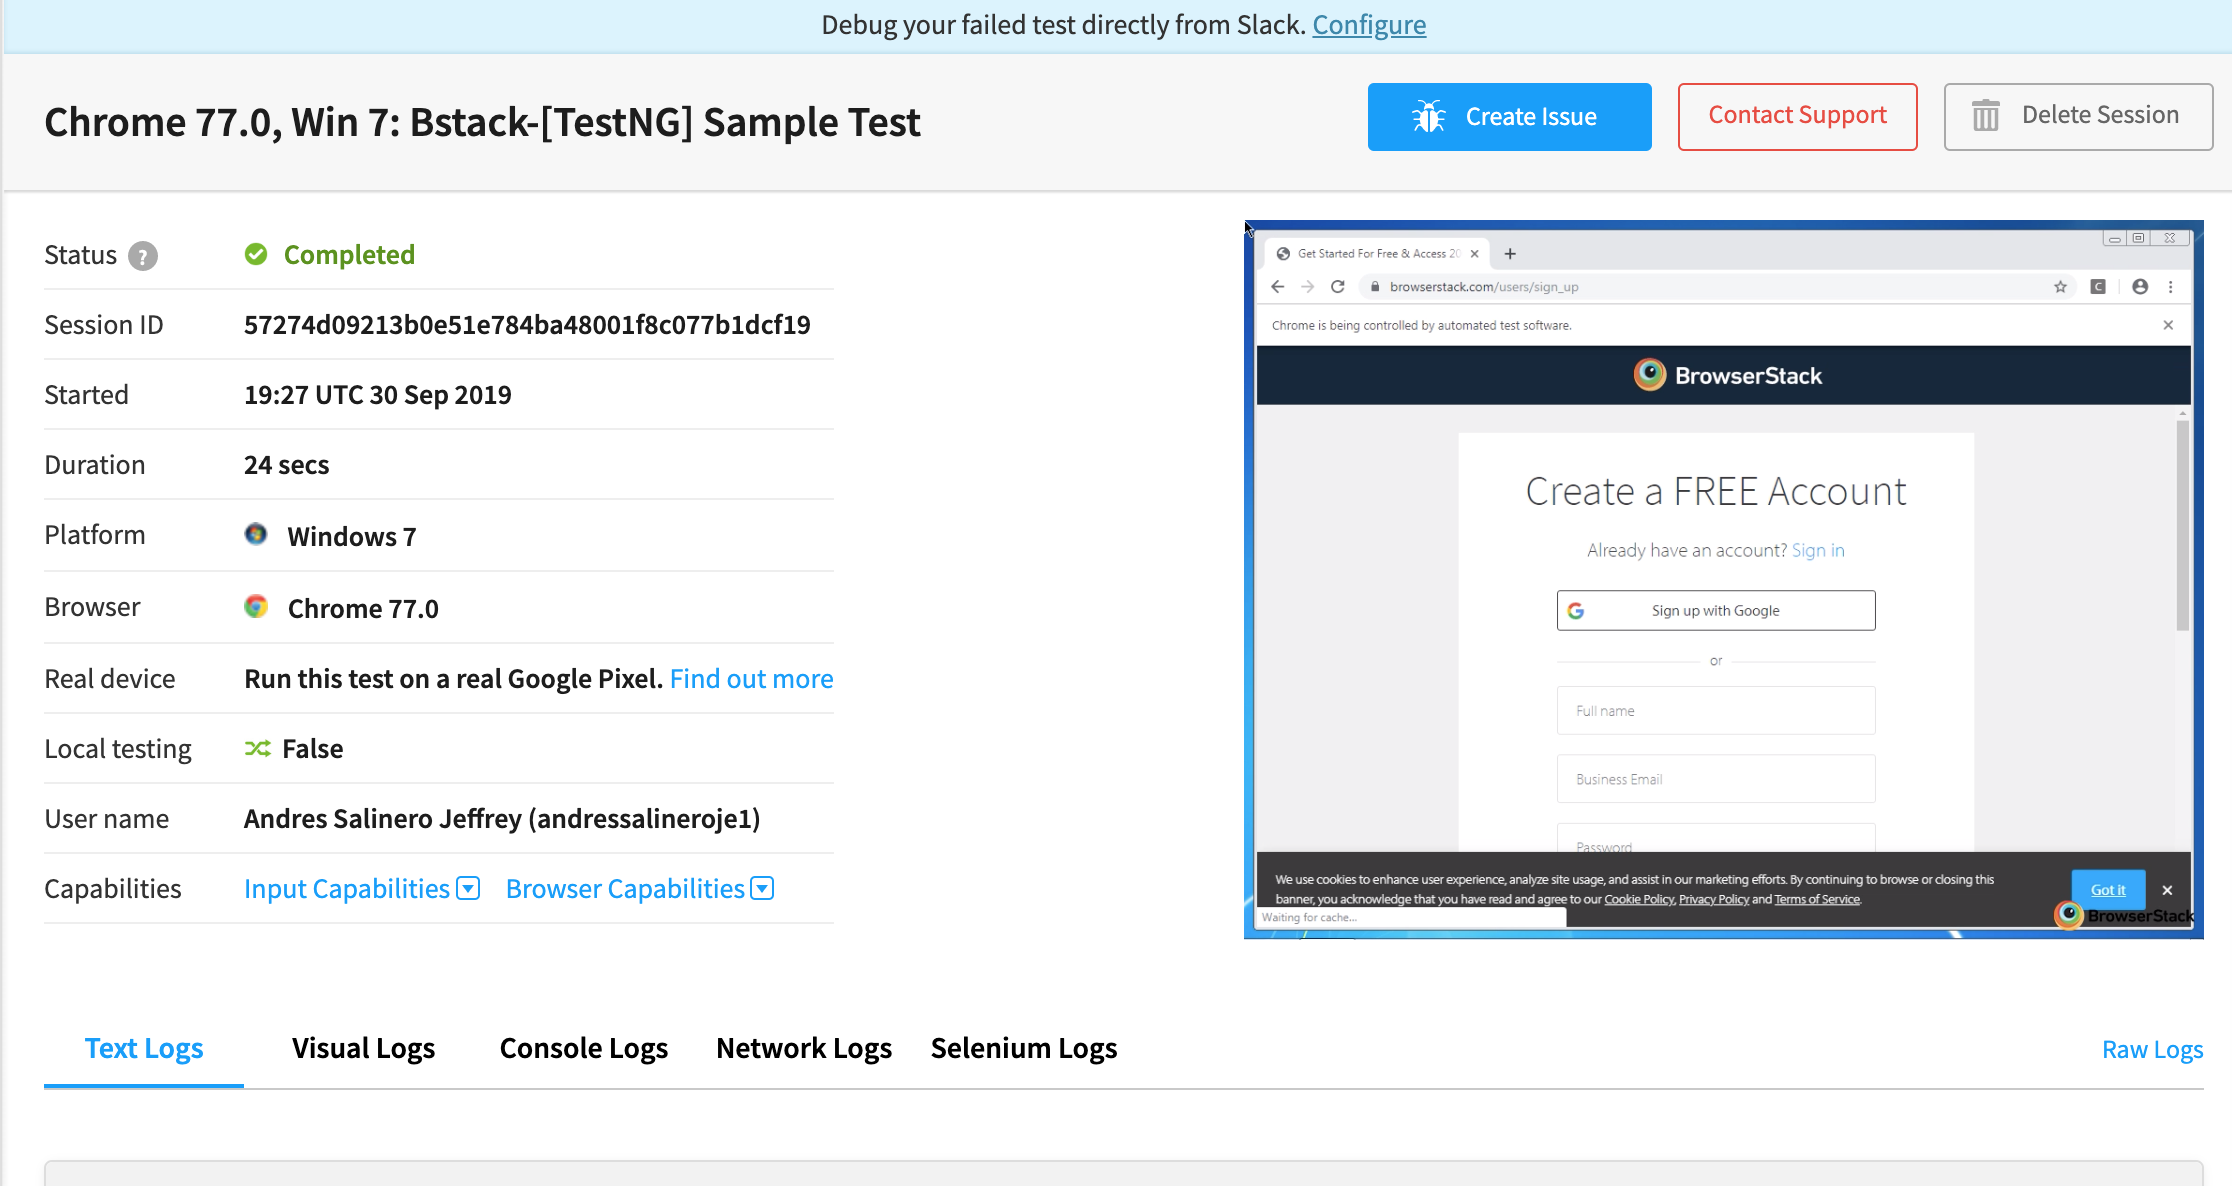 Debug your failed test directly from Slack. Configure
Chrome 77.0, Win 7: Bstack-[TestNG] Sample Test
Create Issue
Contact Support
Delete Session
Status ?
Completed
Session ID
57274d09213b0e51e784ba48001f8c077b1dcf19
Started
19:27 UTC 30 Sep 2019
Duration
24 secs
Platform
Windows 7
Browser
Chrome 77.0
Real device
Run this test on a real Google Pixel. Find out more
Local testing
False
User name
Andres Salinero Jeffrey (andressalineroje1)
Capabilities
Input Capabilities
Browser Capabilities
Get Started For Free & Access 20
browserstack.com/users/sign_up
C
Chrome is being controlled by automated test software.
BrowserStack
Create a FREE Account
Already have an account? Sign in
Sign up with Google
or
Full name
Business Email
Password
We use cookies to enhance user experience, analyze site usage, and assist in our marketing efforts. By continuing to browse or closing this
banner, you acknowledge that you have read and agree to our Cookie Policy, Privacy Policy and Terms of Service.
Got it
Waiting for cache...
BrowserStack
Text Logs
Visual Logs
Console Logs
Network Logs
Selenium Logs
Raw Logs